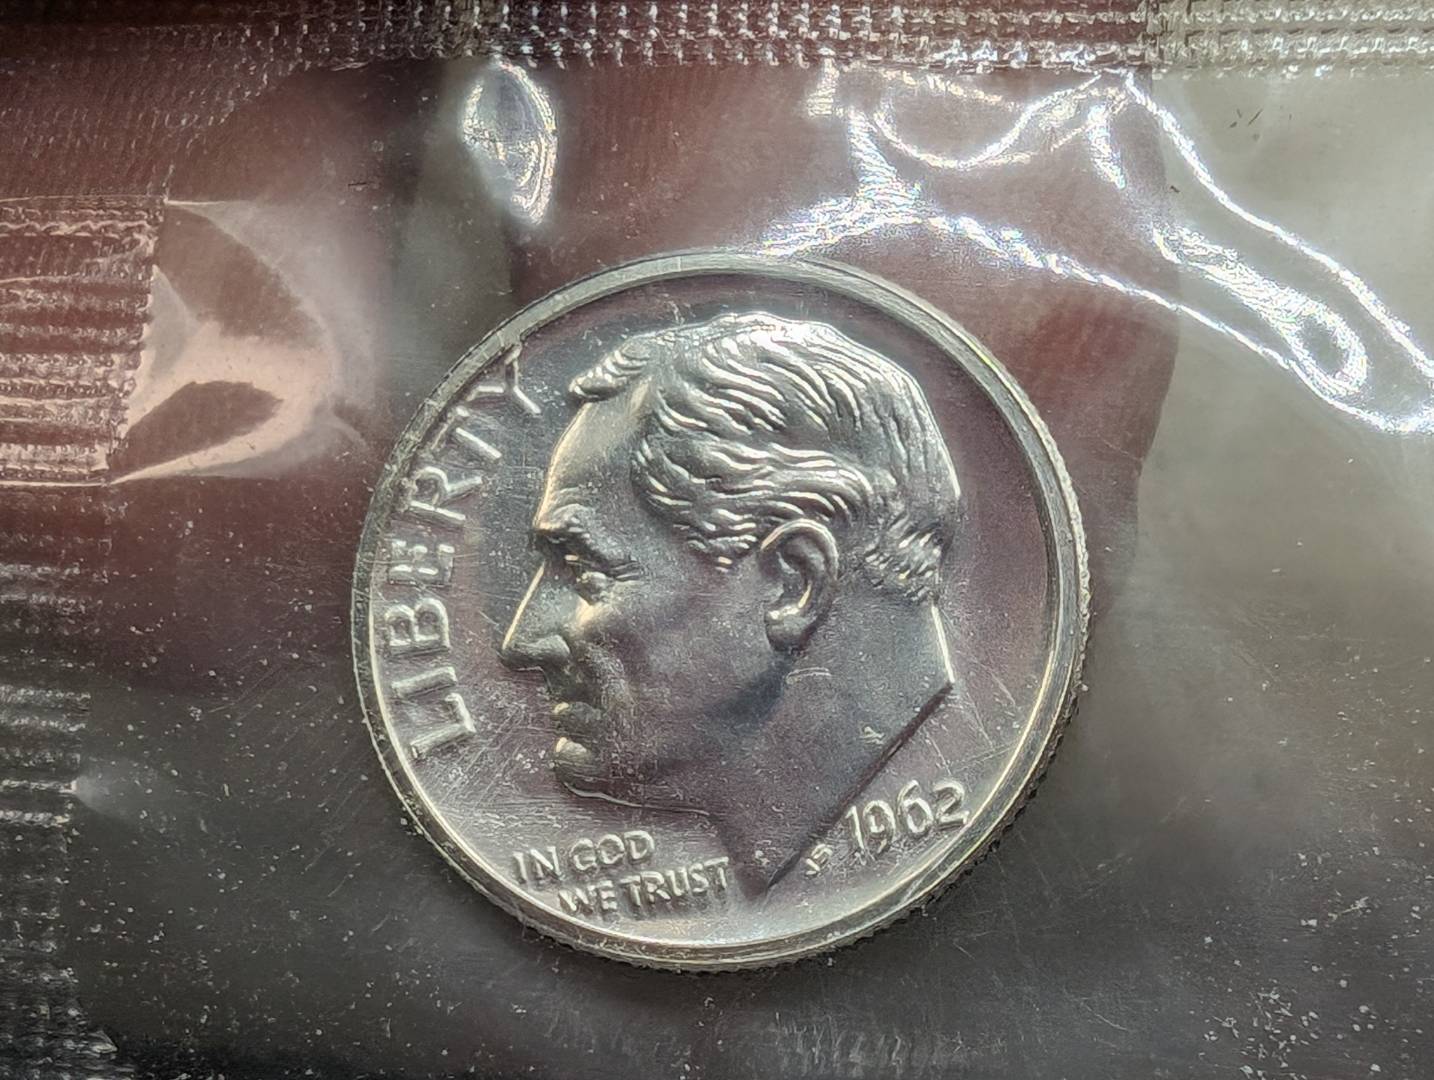 LIBERTY
IN GOD
WE TRUST
JS 1962